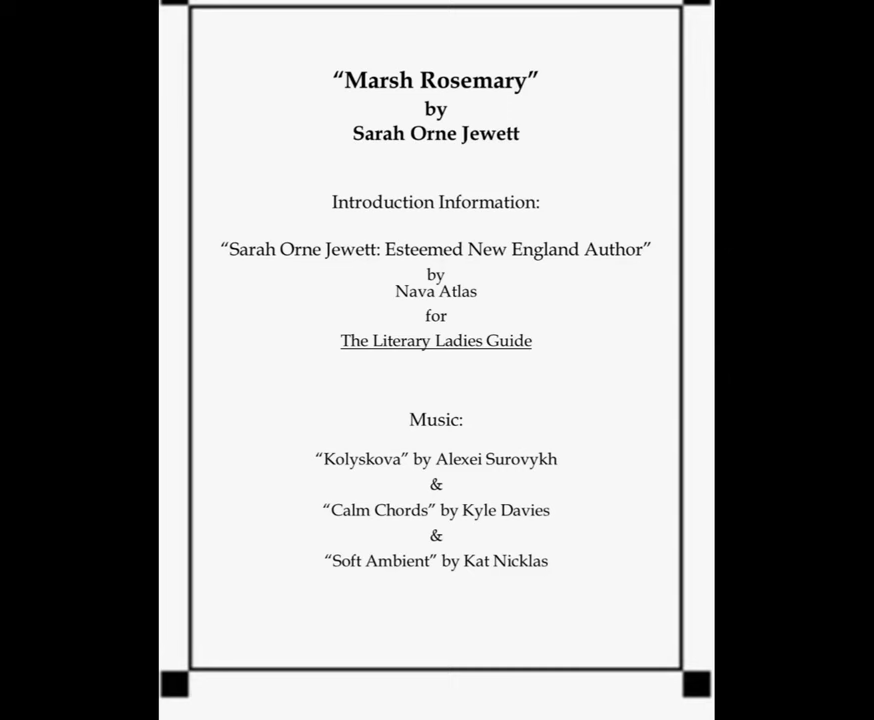 “Marsh Rosemary”
by
Sarah Orne Jewett
Introduction Information:
“Sarah Orne Jewett: Esteemed New England Author”
by
Nava Atlas
for
The Literary Ladies Guide
Music:
“Kolyskova” by Alexei Surovykh
&
“Calm Chords” by Kyle Davies
&
“Soft Ambient” by Kat Nicklas